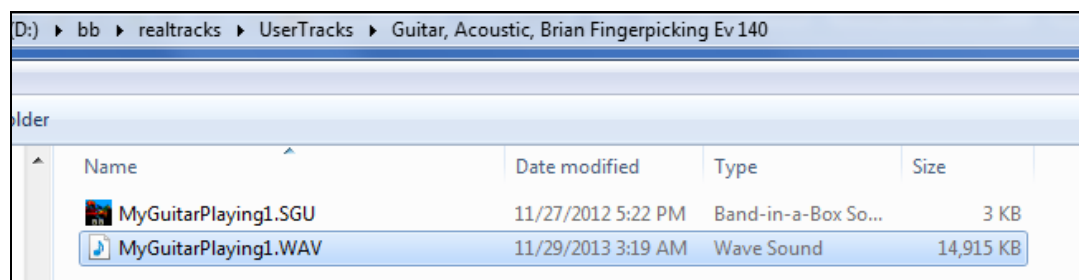 (D:) ▸ bb ▸ realtracks ▸ UserTracks ▸ Guitar, Acoustic, Brian Fingerpicking Ev 140
older
Name Date modified Type Size
MyGuitarPlaying1.SGU 11/27/2012 5:22 PM Band-in-a-Box So... 3 KB
MyGuitarPlaying1.WAV 11/29/2013 3:19 AM Wave Sound 14,915 KB